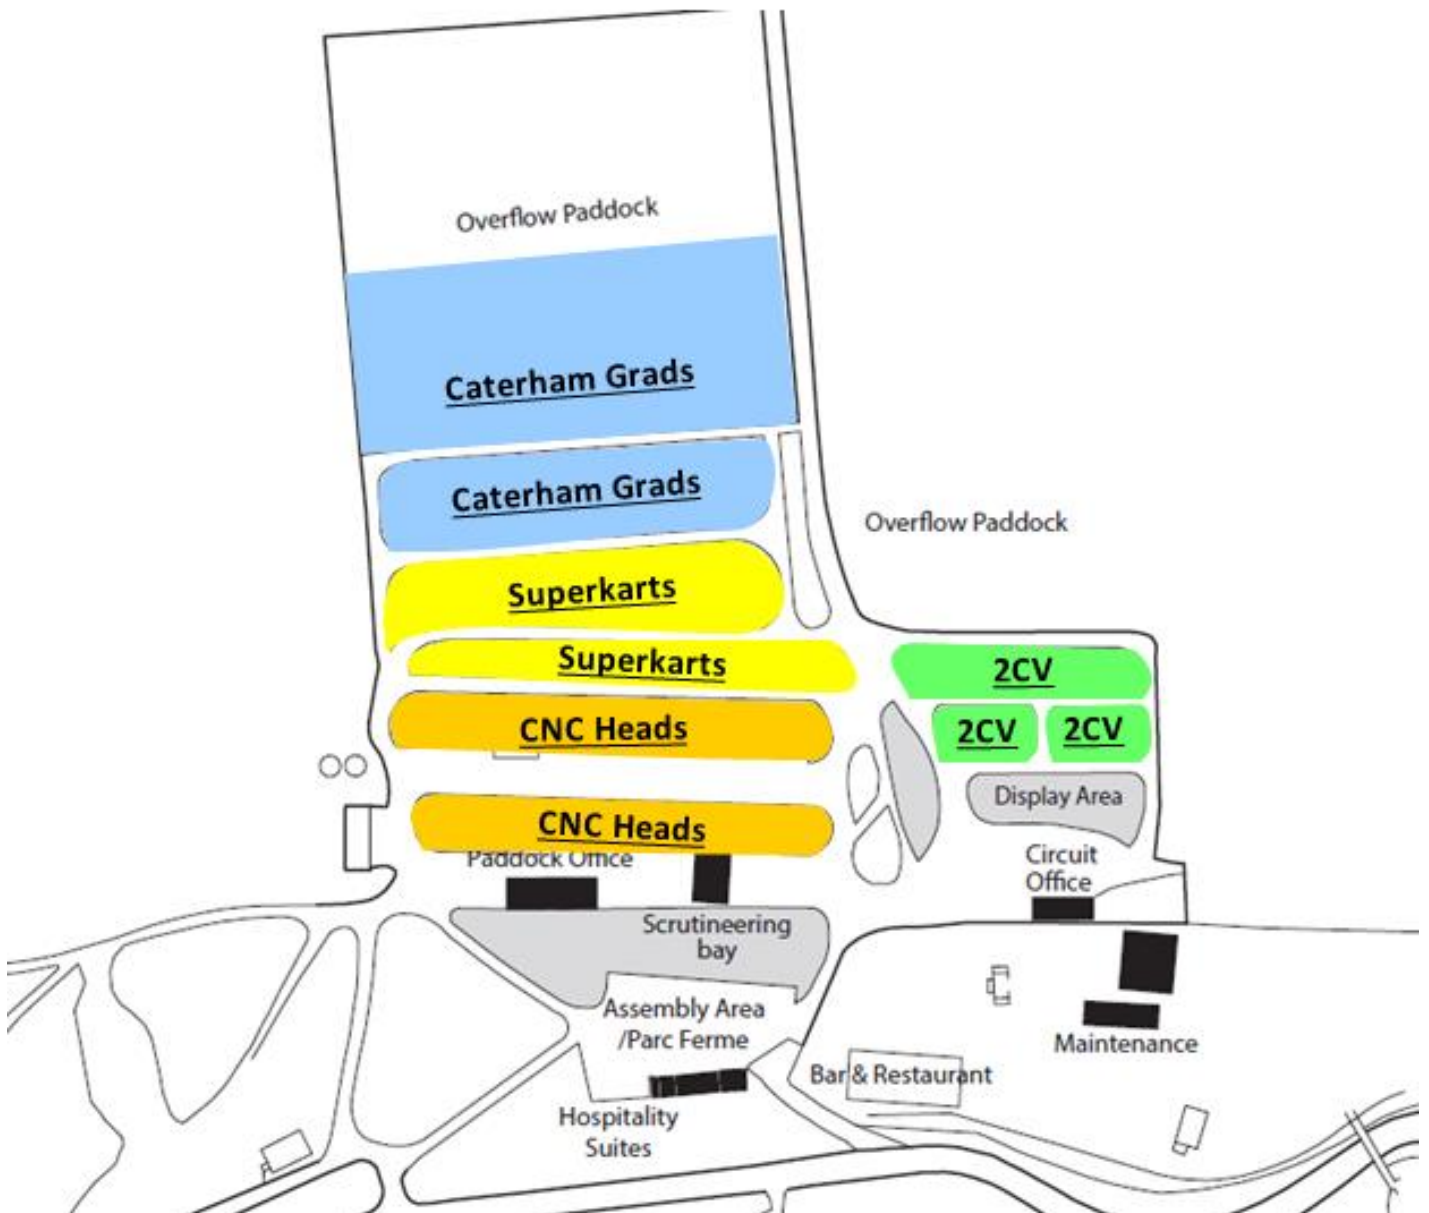 Overflow Paddock
Caterham Grads
Caterham Grads
Overflow Paddock
Superkarts
Superkarts
2CV
CNC Heads
2CV
2CV
Display Area
CNC Heads
Paddock Office
Circuit
Office
Scrutineering
bay
Assembly Area
/Parc Ferme
Maintenance
Bar & Restaurant
Hospitality
Suites